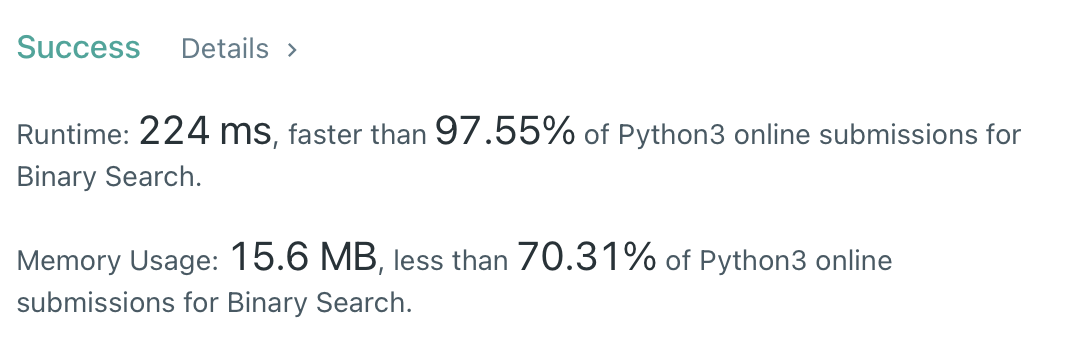 Success Details >
Runtime: 224 ms, faster than 97.55% of Python3 online submissions for
Binary Search.
Memory Usage: 15.6 MB, less than 70.31% of Python3 online
submissions for Binary Search.